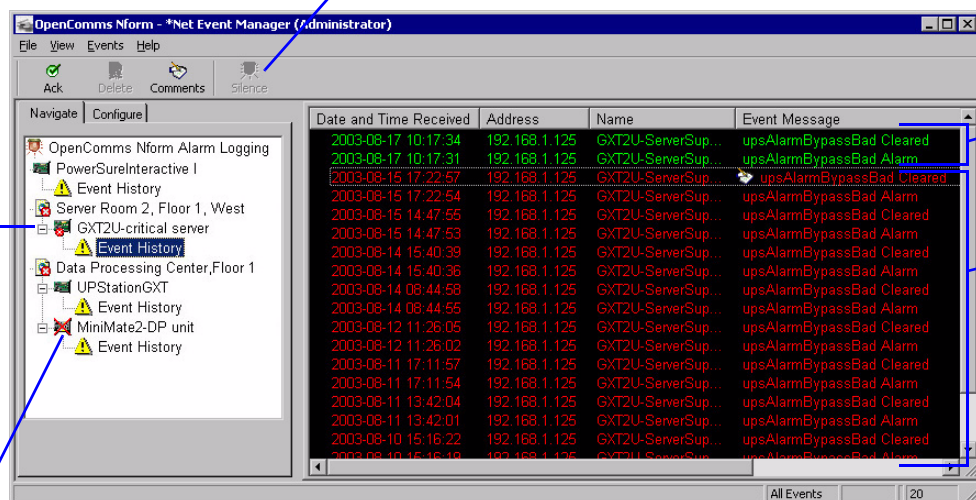 OpenComms Nform - *Net Event Manager (Administrator)
File View Events Help
Ack Delete Comments Silence
Navigate Configure
OpenComms Nform Alarm Logging
PowerSureInteractive I
Event History
Server Room 2, Floor 1, West
GXT2U-critical server
Event History
Data Processing Center,Floor 1
UPStationGXT
Event History
MiniMate2-DP unit
Event History
Date and Time Received Address Name Event Message
2003-08-17 10:17:34 192.168.1.125 GXT2U-ServerSup... upsAlarmBypassBad Cleared
2003-08-17 10:17:31 192.168.1.125 GXT2U-ServerSup... upsAlarmBypassBad Alarm
2003-08-15 17:22:57 192.168.1.125 GXT2U-ServerSup... upsAlarmBypassBad Cleared
2003-08-15 17:22:54 192.168.1.125 GXT2U-ServerSup... upsAlarmBypassBad Alarm
2003-08-15 14:47:55 192.168.1.125 GXT2U-ServerSup... upsAlarmBypassBad Cleared
2003-08-15 14:47:53 192.168.1.125 GXT2U-ServerSup... upsAlarmBypassBad Alarm
2003-08-14 15:40:39 192.168.1.125 GXT2U-ServerSup... upsAlarmBypassBad Cleared
2003-08-14 15:40:36 192.168.1.125 GXT2U-ServerSup... upsAlarmBypassBad Alarm
2003-08-14 08:44:58 192.168.1.125 GXT2U-ServerSup... upsAlarmBypassBad Cleared
2003-08-14 08:44:55 192.168.1.125 GXT2U-ServerSup... upsAlarmBypassBad Alarm
2003-08-12 11:26:05 192.168.1.125 GXT2U-ServerSup... upsAlarmBypassBad Cleared
2003-08-12 11:26:02 192.168.1.125 GXT2U-ServerSup... upsAlarmBypassBad Alarm
2003-08-11 17:11:57 192.168.1.125 GXT2U-ServerSup... upsAlarmBypassBad Cleared
2003-08-11 17:11:54 192.168.1.125 GXT2U-ServerSup... upsAlarmBypassBad Alarm
2003-08-11 13:42:04 192.168.1.125 GXT2U-ServerSup... upsAlarmBypassBad Cleared
2003-08-11 13:42:01 192.168.1.125 GXT2U-ServerSup... upsAlarmBypassBad Alarm
2003-08-10 15:16:22 192.168.1.125 GXT2U-ServerSup... upsAlarmBypassBad Cleared
2003-08-10 15:16:19 192.168.1.125 GXT2U-ServerSup... upsAlarmBypassBad Alarm
All Events 20